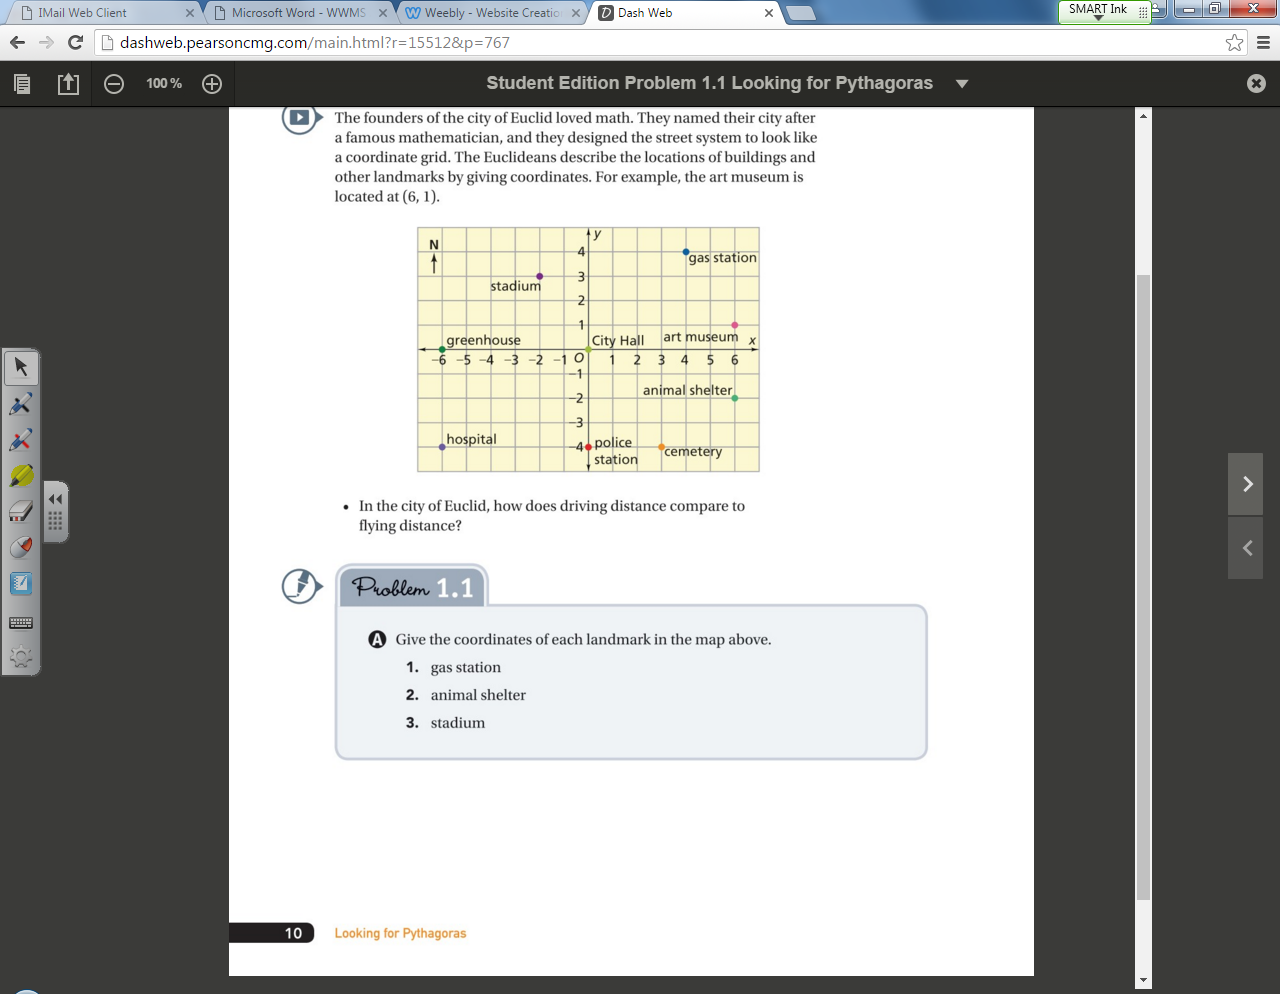 IMail Web Client
Microsoft Word - WWMS
Weebly - Website Creation
Dash Web
SMART Ink
dashweb.pearsoncmg.com/main.html?r=15512&p=767
100 %
Student Edition Problem 1.1 Looking for Pythagoras
The founders of the city of Euclid loved math. They named their city after
a famous mathematician, and they designed the street system to look like
a coordinate grid. The Euclideans describe the locations of buildings and
other landmarks by giving coordinates. For example, the art museum is
located at (6, 1).
N
y
4
gas station
3
stadium
2
1
greenhouse
City Hall
art museum
x
−6 −5 −4 −3 −2 −1 O 1 2 3 4 5 6
−1
animal shelter
−2
−3
hospital
−4
police
station
cemetery
• In the city of Euclid, how does driving distance compare to
flying distance?
Problem 1.1
A Give the coordinates of each landmark in the map above.
1. gas station
2. animal shelter
3. stadium
10 Looking for Pythagoras